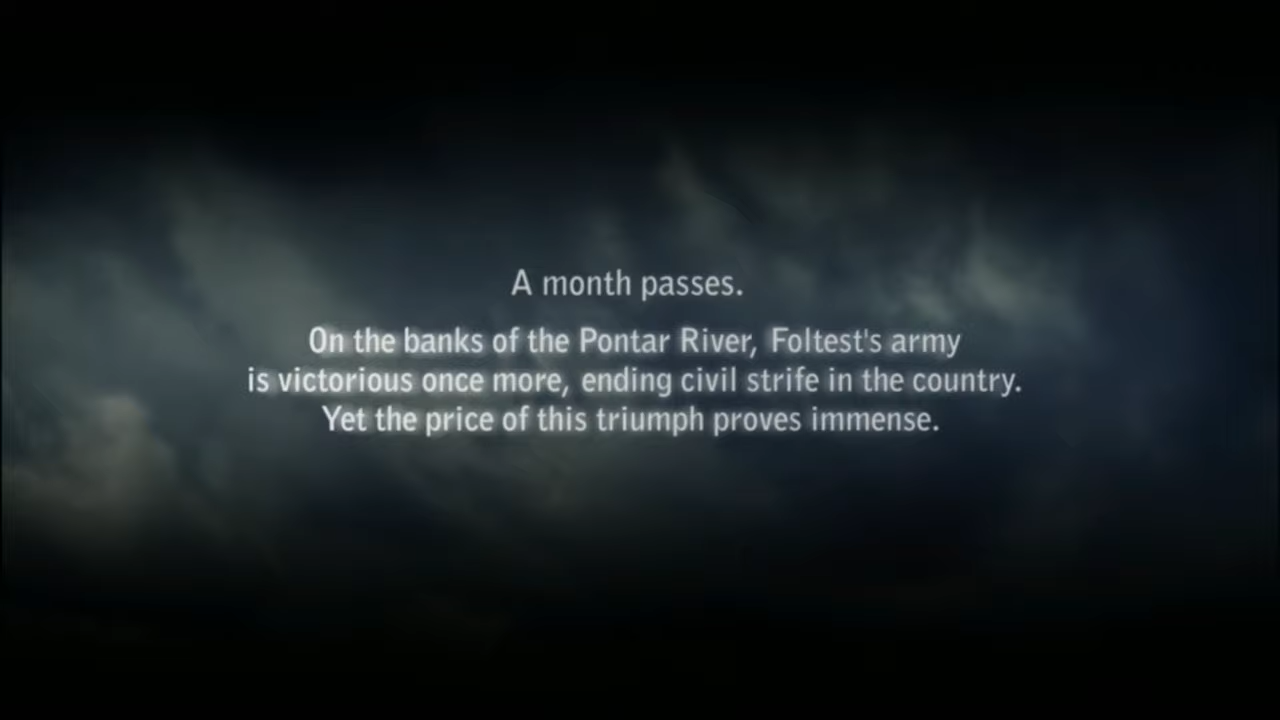 A month passes.
On the banks of the Pontar River, Foltest's army
is victorious once more, ending civil strife in the country.
Yet the price of this triumph proves immense.